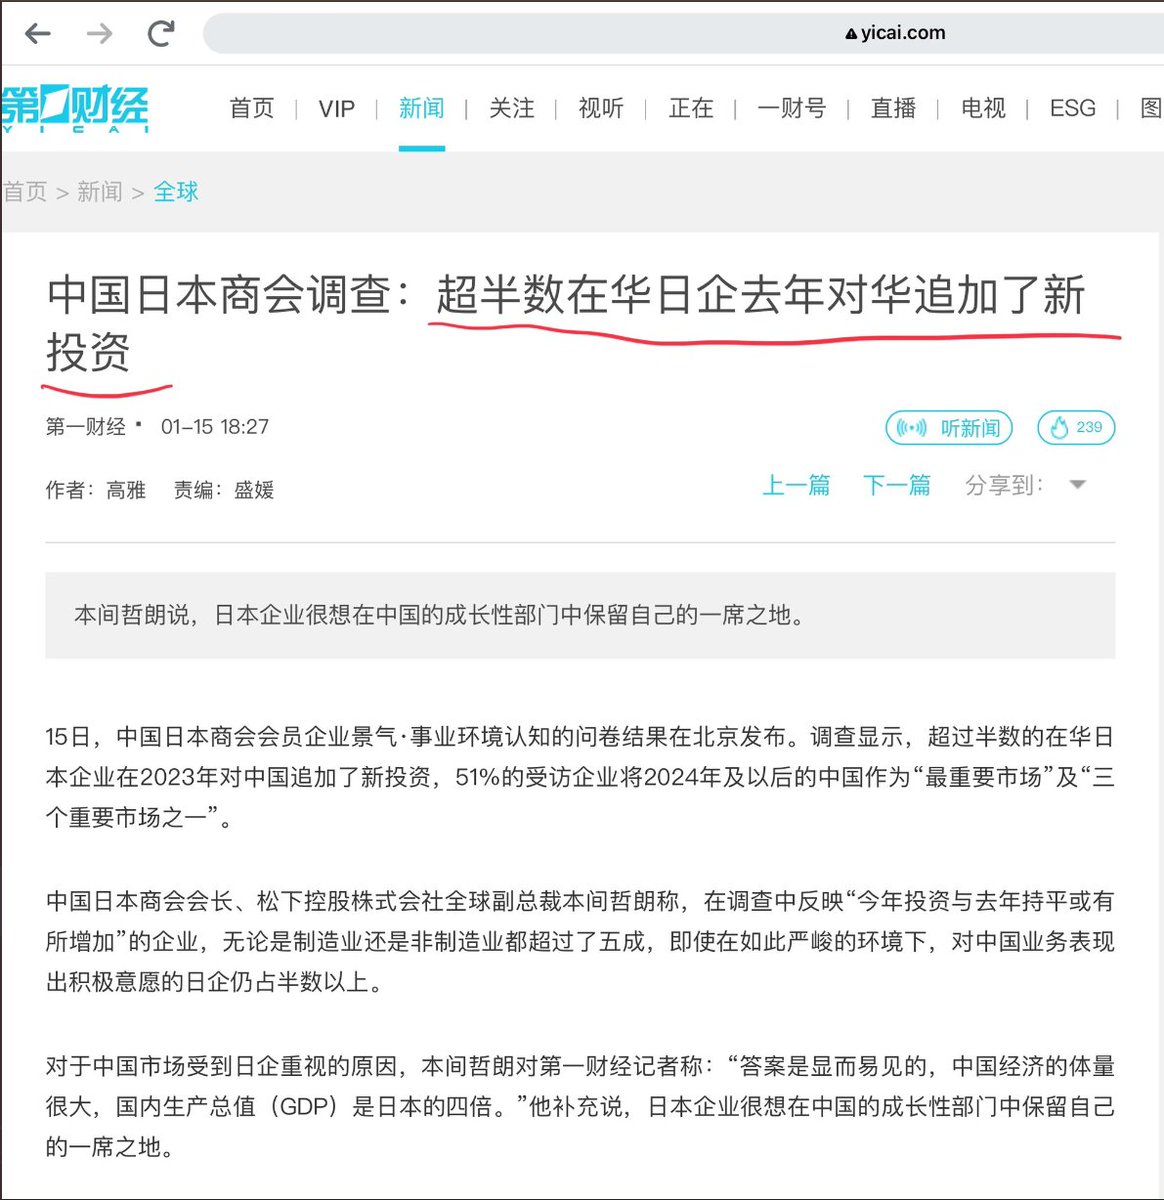 yicai.com
第一财经
YICAI
首页 | VIP | 新闻 | 关注 | 视听 | 正在 | 一财号 | 直播 | 电视 | ESG | 图
首页 > 新闻 > 全球
中国日本商会调查：超半数在华日企去年对华追加了新
投资
第一财经 · 01-15 18:27
听新闻 239
作者：高雅 责编：盛媛
上一篇 下一篇 分享到：
本间哲朗说，日本企业很想在中国的成长性部门中保留自己的一席之地。
15日，中国日本商会会员企业景气·事业环境认知的问卷结果在北京发布。调查显示，超过半数的在华日
本企业在2023年对中国追加了新投资，51%的受访企业将2024年及以后的中国作为“最重要市场”及“三
个重要市场之一”。
中国日本商会会长、松下控股株式会社全球副总裁本间哲朗称，在调查中反映“今年投资与去年持平或有
所增加”的企业，无论是制造业还是非制造业都超过了五成，即使在如此严峻的环境下，对中国业务表现
出积极意愿的日企仍占半数以上。
对于中国市场受到日企重视的原因，本间哲朗对第一财经记者称：“答案是显而易见的，中国经济的体量
很大，国内生产总值（GDP）是日本的四倍。”他补充说，日本企业很想在中国的成长性部门中保留自己
的一席之地。